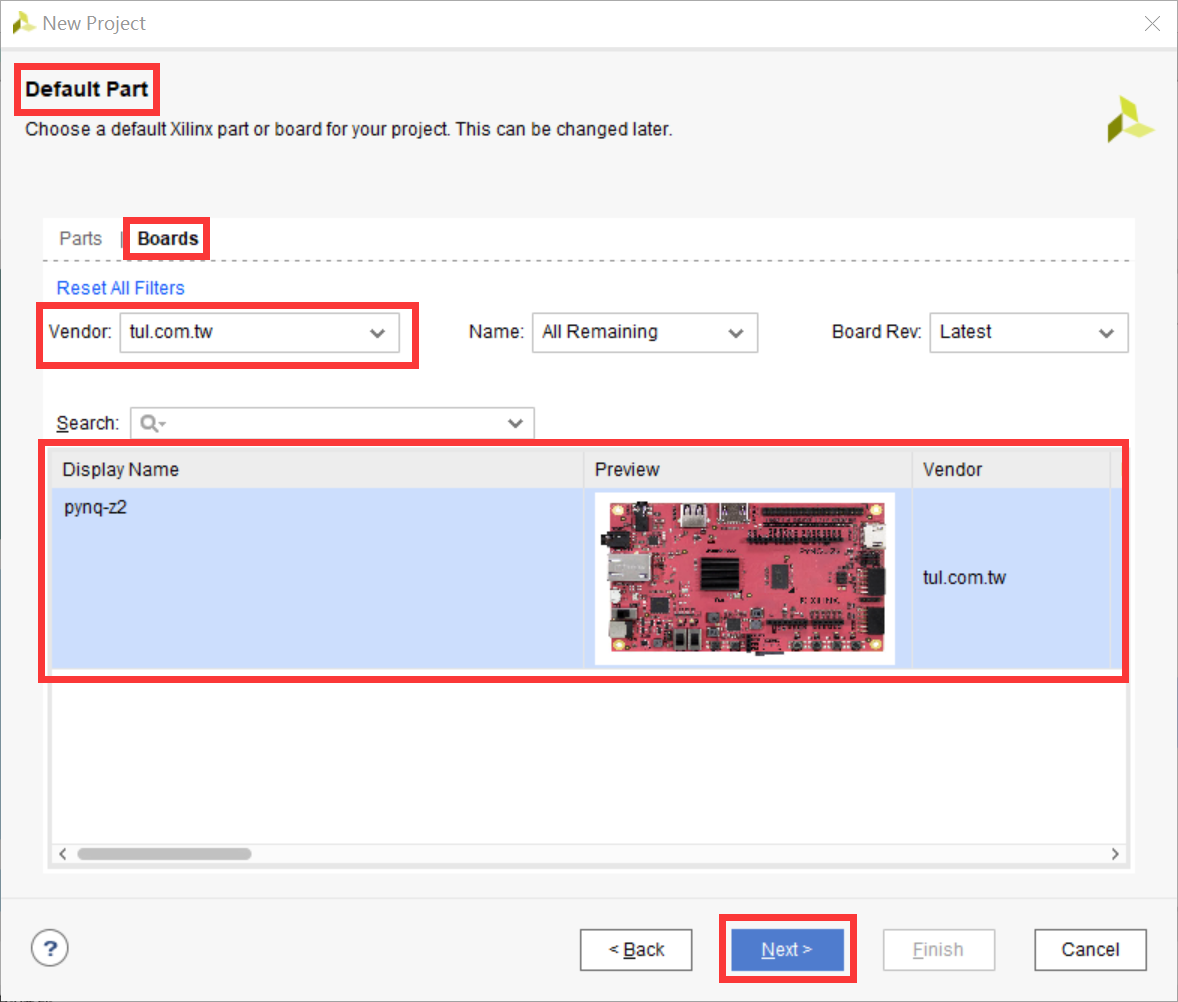 New Project
Default Part
Choose a default Xilinx part or board for your project. This can be changed later.
Parts | Boards
Reset All Filters
Vendor: tul.com.tw Name: All Remaining Board Rev: Latest
Search:
Display Name Preview Vendor
pynq-z2
tul.com.tw
? < Back Next > Finish Cancel